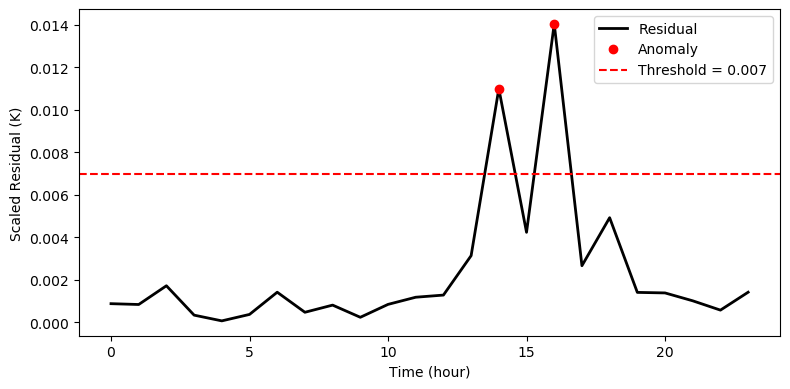 Residual
Anomaly
Threshold = 0.007
Scaled Residual (K)
0.014
0.012
0.010
0.008
0.006
0.004
0.002
0.000
0
5
10
15
20
Time (hour)